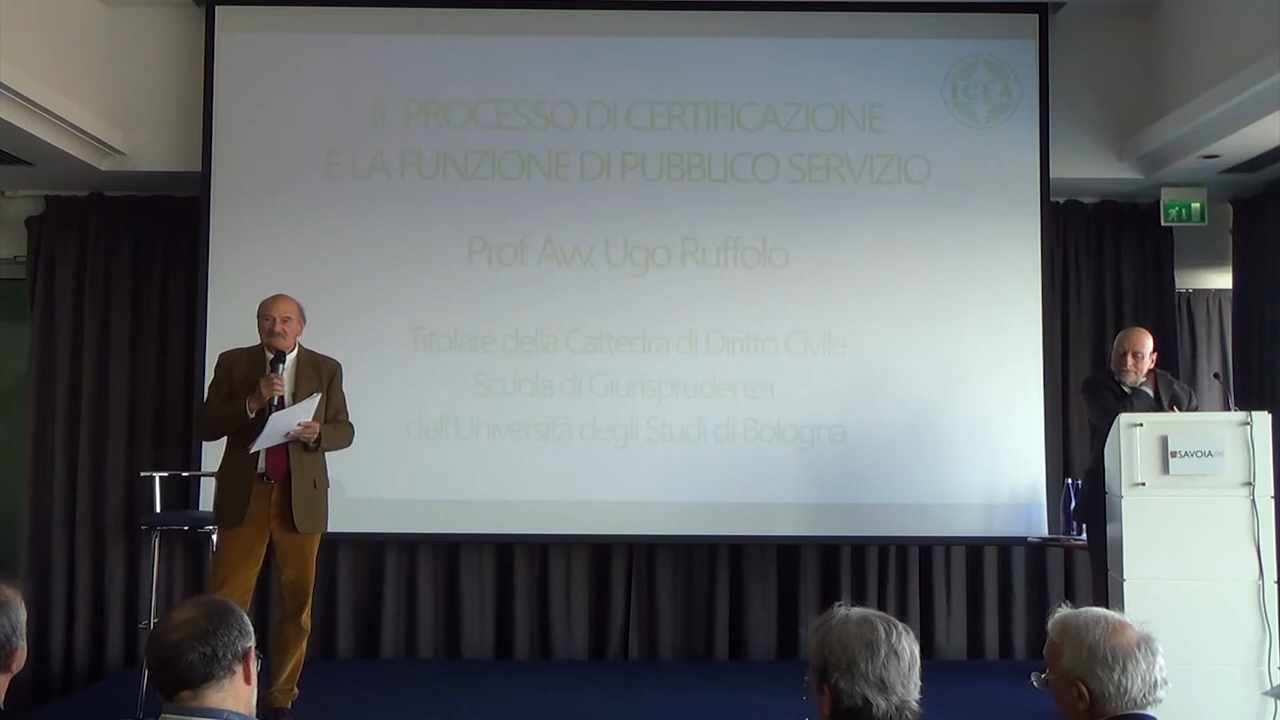 ICEA
IL PROCESSO DI CERTIFICAZIONE
E LA FUNZIONE DI PUBBLICO SERVIZIO
Prof. Avv. Ugo Ruffolo
Titolare della Cattedra di Diritto Civile
Scuola di Giurisprudenza
dell'Università degli Studi di Bologna
SAVOIA